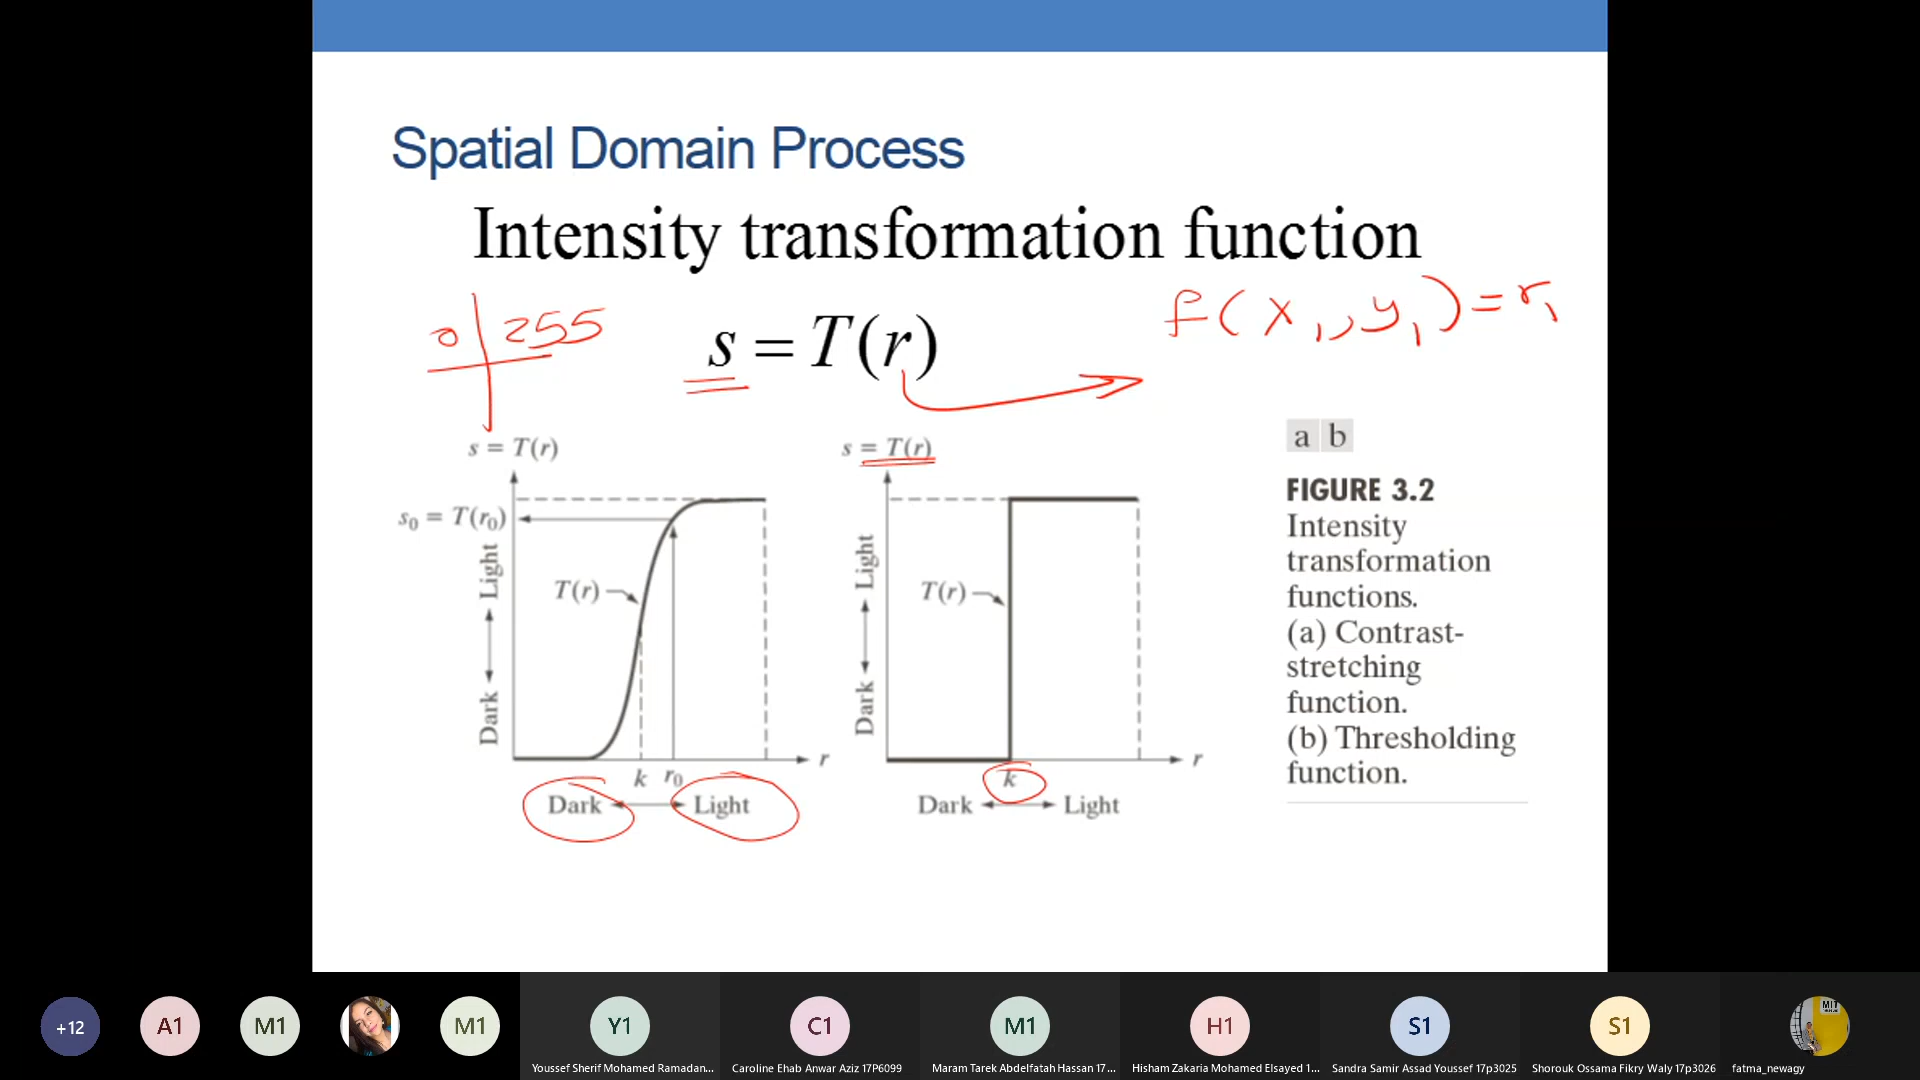 Spatial Domain Process
Intensity transformation function
0 255
s = T(r)
f(x₁,y₁)=r₁
s = T(r)
s₀ = T(r₀)
Dark Light
T(r)
k r₀
r
Dark Light
s = T(r)
Dark Light
T(r)
k
r
Dark Light
a b
FIGURE 3.2
Intensity
transformation
functions.
(a) Contrast-
stretching
function.
(b) Thresholding
function.
+12
A1
M1
M1
Y1
C1
M1
H1
S1
S1
MIT
Youssef Sherif Mohamed Ramadan...
Caroline Ehab Anwar Aziz 17P6099
Maram Tarek Abdelfatah Hassan 17...
Hisham Zakaria Mohamed Elsayed 1...
Sandra Samir Assad Youssef 17p3025
Shorouk Ossama Fikry Waly 17p3026
fatma_newagy